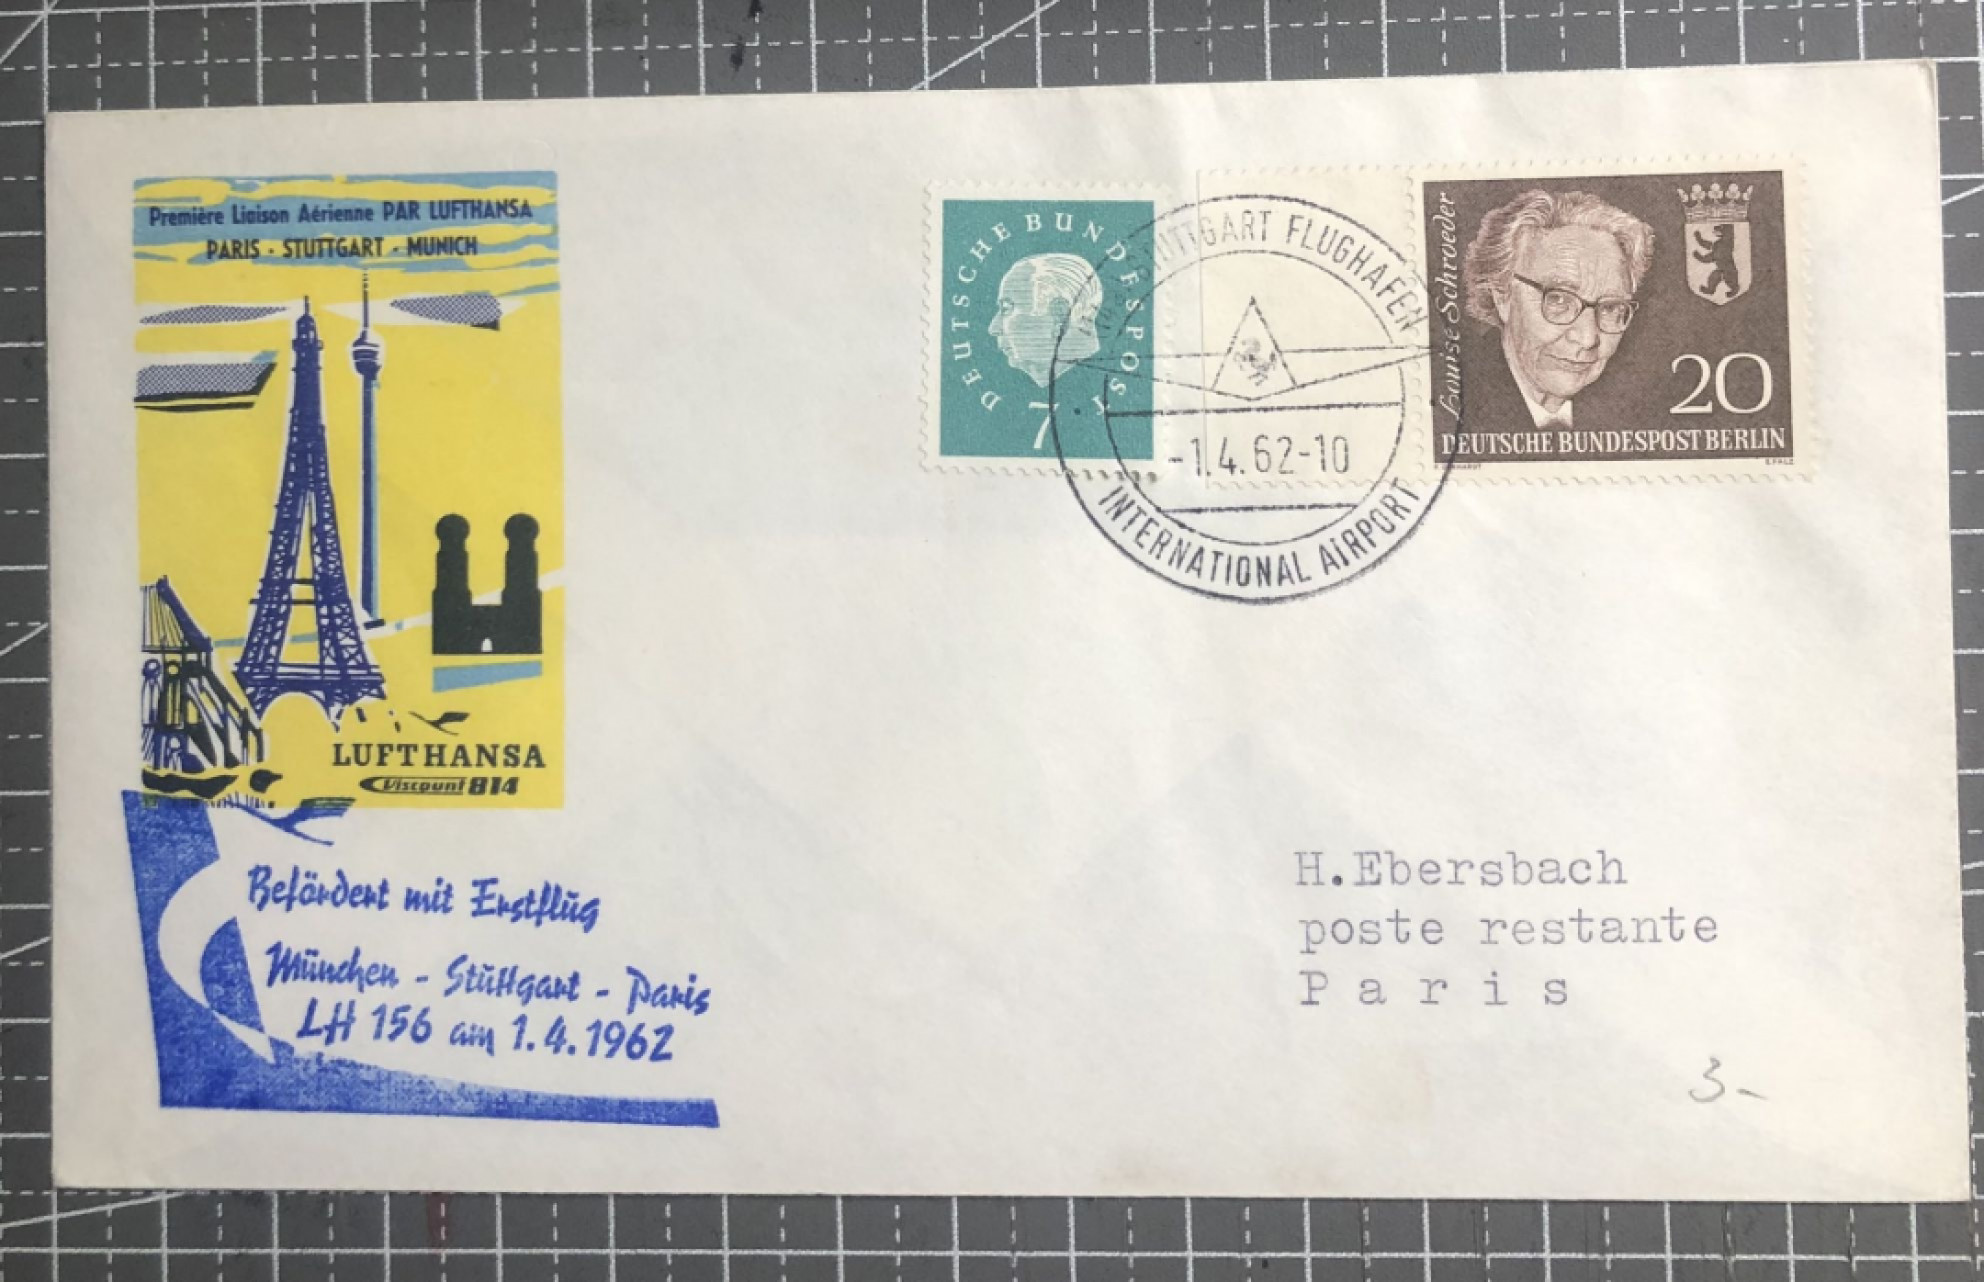 Première Liaison Aérienne PAR LUFTHANSA
PARIS - STUTTGART - MUNICH
LUFTHANSA
Viscount 814
Befördert mit Erstflug
München - Stuttgart - Paris
LH 156 am 1.4.1962
DEUTSCHE BUNDESPOST
7
STUTTGART FLUGHAFEN
-1.4.62-10
INTERNATIONAL AIRPORT
Louise Schroeder
20
DEUTSCHE BUNDESPOST BERLIN
H.Ebersbach
poste restante
Paris
3-